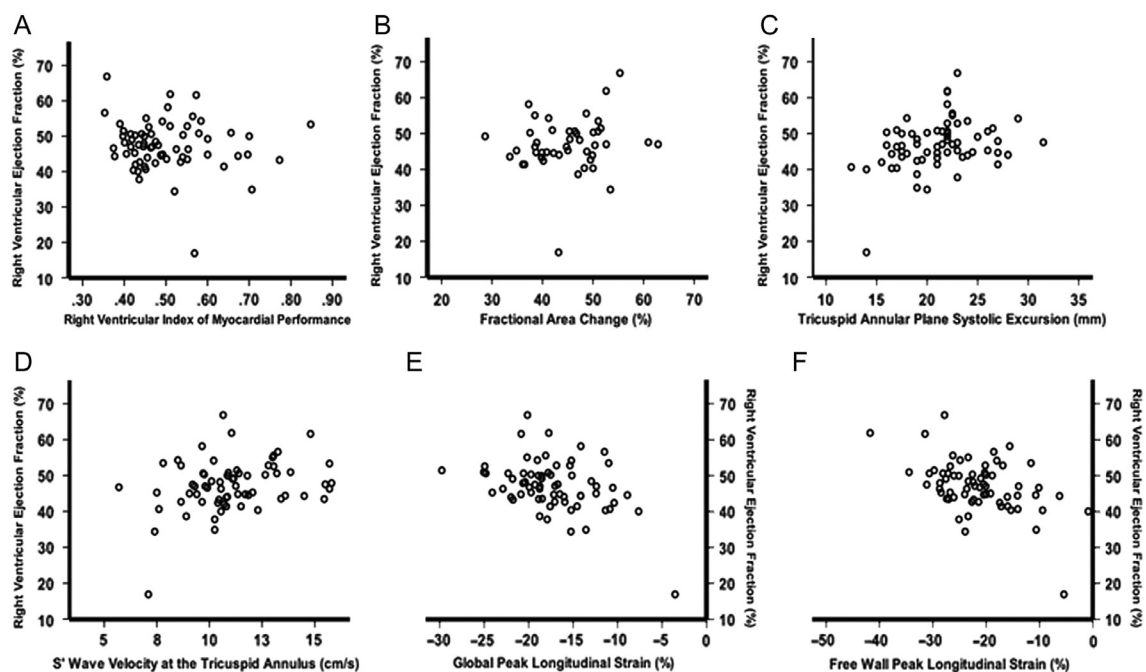 A
Right Ventricular Ejection Fraction (%)
70
60
50
40
30
20
10
.30 .40 .50 .60 .70 .80 .90
Right Ventricular Index of Myocardial Performance
B
Right Ventricular Ejection Fraction (%)
70
60
50
40
30
20
10
20 30 40 50 60 70
Fractional Area Change (%)
C
Right Ventricular Ejection Fraction (%)
70
60
50
40
30
20
10
10 15 20 25 30 35
Tricuspid Annular Plane Systolic Excursion (mm)
D
Right Ventricular Ejection Fraction (%)
70
60
50
40
30
20
10
5 8 10 13 15
S' Wave Velocity at the Tricuspid Annulus (cm/s)
E
Right Ventricular Ejection Fraction (%)
70
60
50
40
30
20
10
−30 −25 −20 −15 −10 −5 0
Global Peak Longitudinal Strain (%)
F
Right Ventricular Ejection Fraction (%)
70
60
50
40
30
20
10
−50 −40 −30 −20 −10 0
Free Wall Peak Longitudinal Strain (%)